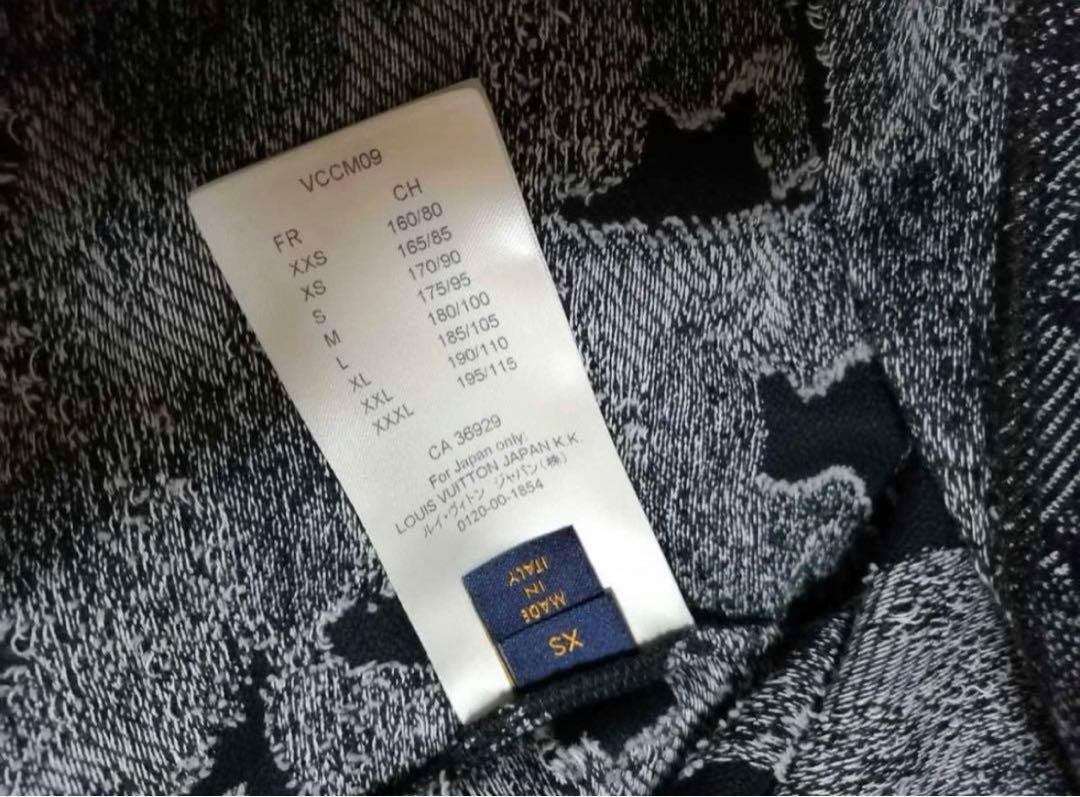 VCCM09
FR CH
XXS 160/80
XS 165/85
S 170/90
M 175/95
L 180/100
XL 185/105
XXL 190/110
XXXL 195/115
CA 36929
For Japan only:
LOUIS VUITTON JAPAN K.K.
ルイ・ヴィトン ジャパン(株)
0120-00-1854
XS
MADE
IN
ITALY